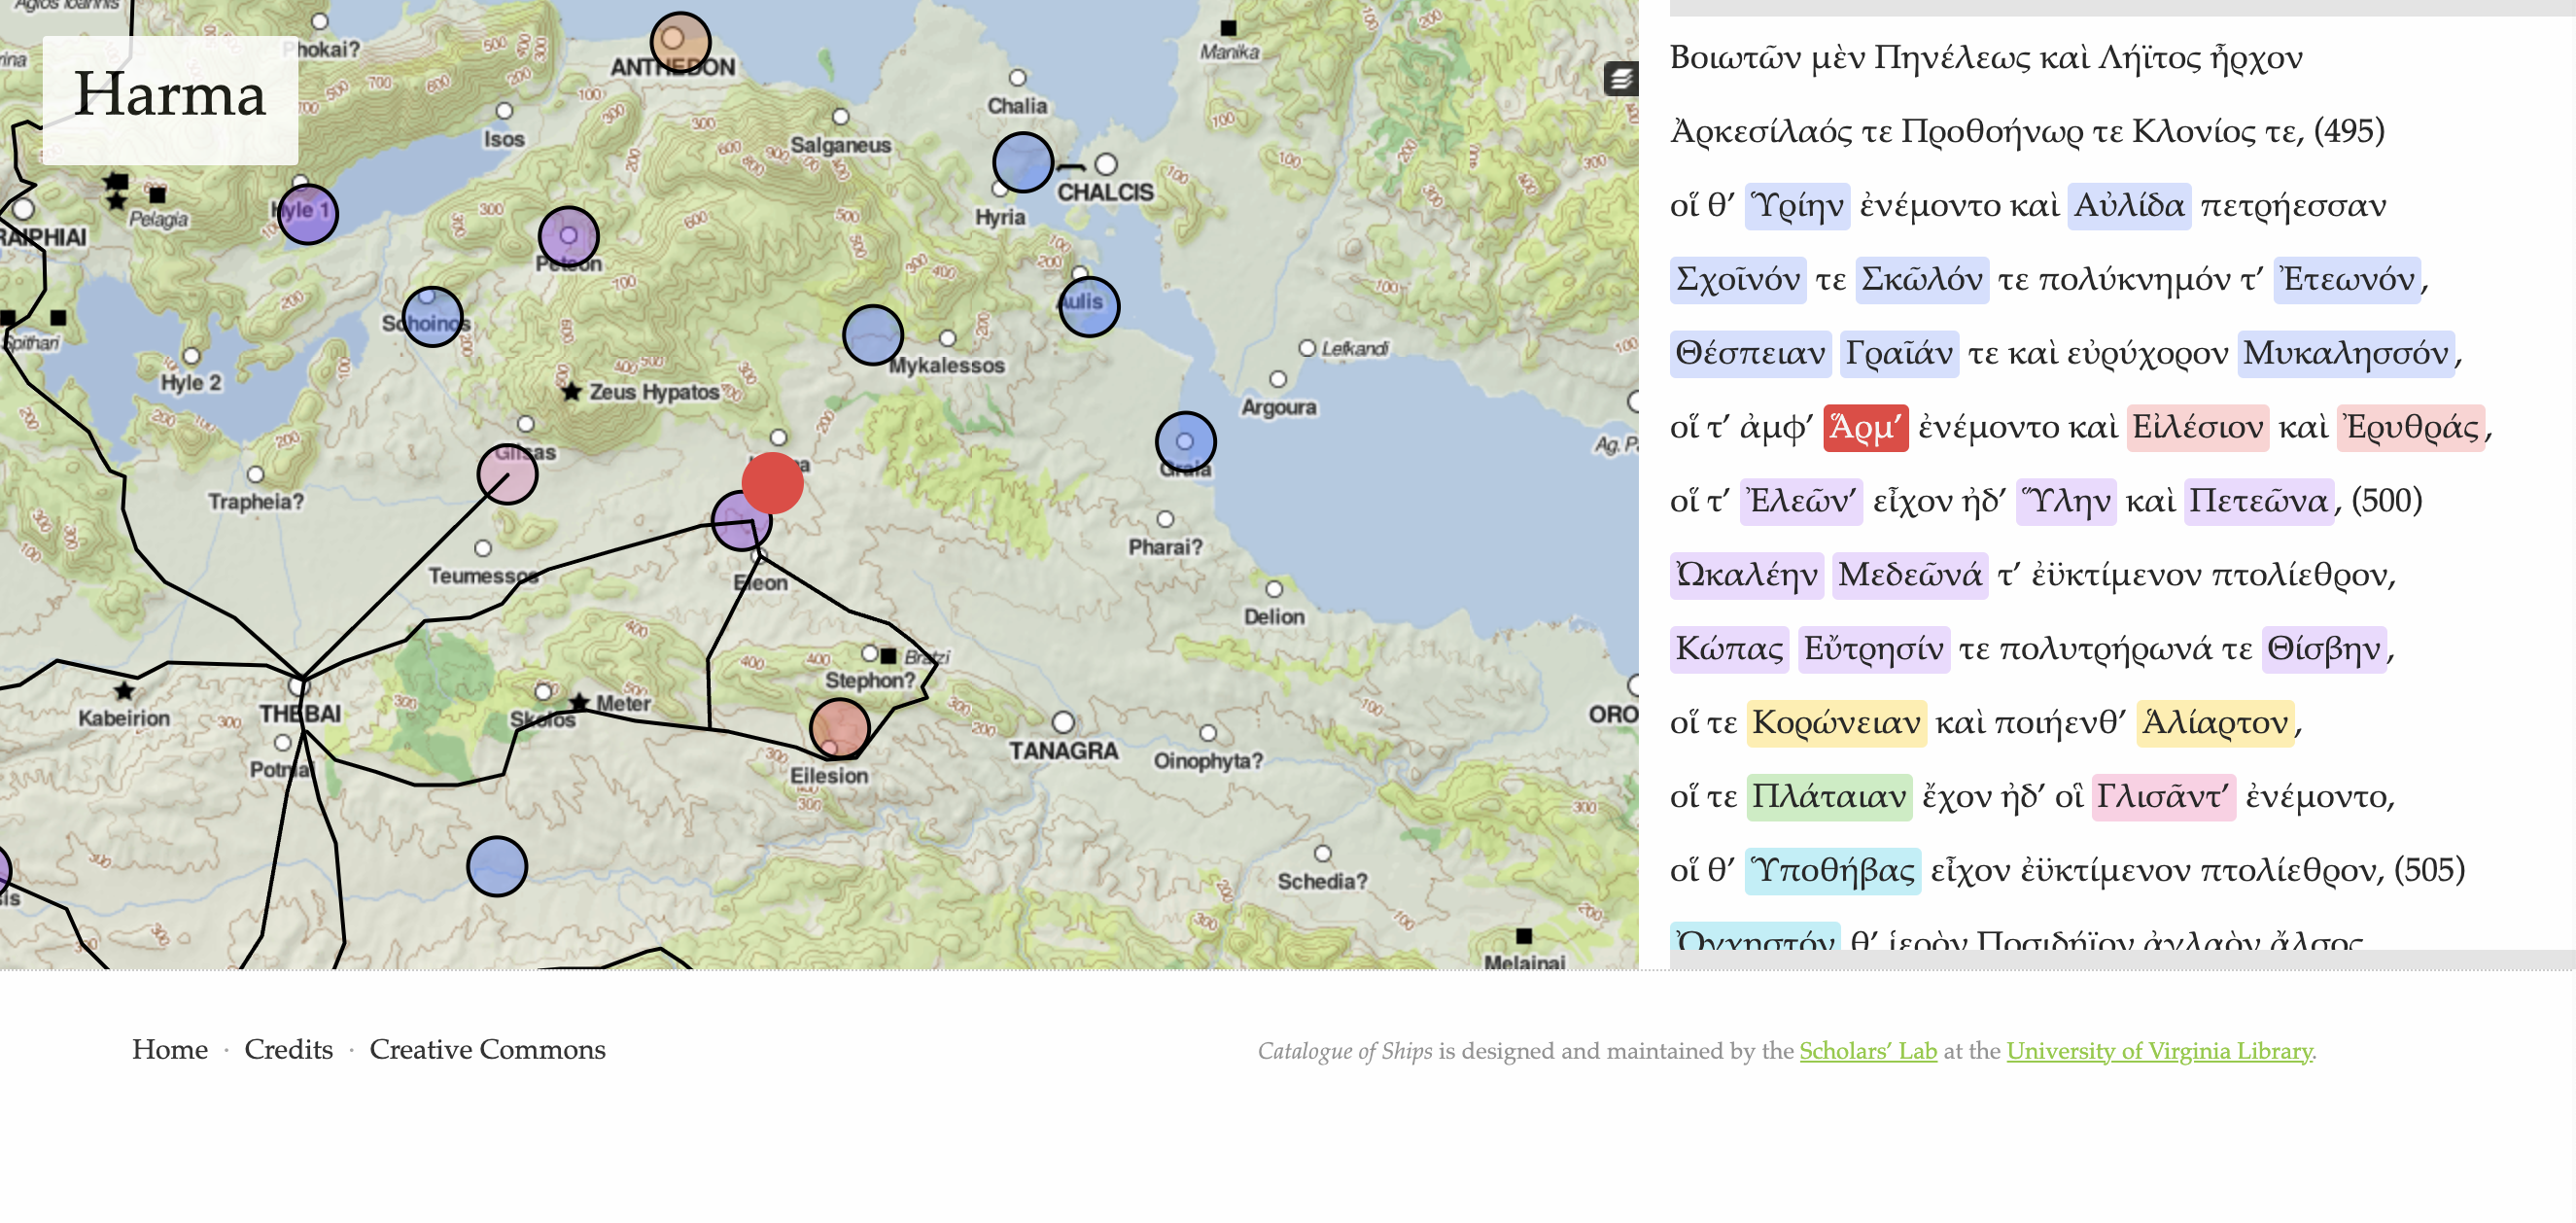 Harma
Phokai?
ANTHEDON
Isos
Salganeus
Manika
Chalia
CHALCIS
Hyria
Pelagia
Hyle 1
Peteon
Schoinos
Aulis
Mykalessos
Lefkandi
Argoura
Spithari
Hyle 2
Zeus Hypatos
Glisas
Graia
Trapheia?
Teumessos
Eleon
Pharai?
Delion
Bratzi
Stephon?
Kabeirion
THEBAI
Skolos
Meter
Potniai
Eilesion
TANAGRA
Oinophyta?
Schedia?
Melainai
Βοιωτῶν μὲν Πηνέλεως καὶ Λήϊτος ἦρχον
Ἀρκεσίλαός τε Προθοήνωρ τε Κλονίος τε, (495)
οἵ θ’ Ὑρίην ἐνέμοντο καὶ Αὐλίδα πετρήεσσαν
Σχοῖνόν τε Σκῶλόν τε πολύκνημόν τ’ Ἐτεωνόν,
Θέσπειαν Γραῖάν τε καὶ εὐρύχορον Μυκαλησσόν,
οἵ τ’ ἀμφ’ Ἅρμ’ ἐνέμοντο καὶ Εἰλέσιον καὶ Ἐρυθράς,
οἵ τ’ Ἐλεῶν’ εἶχον ἠδ’ Ὕλην καὶ Πετεῶνα, (500)
Ὠκαλέην Μεδεῶνά τ’ ἐϋκτίμενον πτολίεθρον,
Κώπας Εὔτρησίν τε πολυτρήρωνά τε Θίσβην,
οἵ τε Κορώνειαν καὶ ποιήενθ’ Ἁλίαρτον,
οἵ τε Πλάταιαν ἔχον ἠδ’ οἳ Γλισᾶντ’ ἐνέμοντο,
οἵ θ’ Ὑποθήβας εἶχον ἐϋκτίμενον πτολίεθρον, (505)
Ὀγχηστόν θ’ ἱερὸν Ποσιδήϊον ἀγλαὸν ἄλσος
Home · Credits · Creative Commons
Catalogue of Ships is designed and maintained by the Scholars’ Lab at the University of Virginia Library.